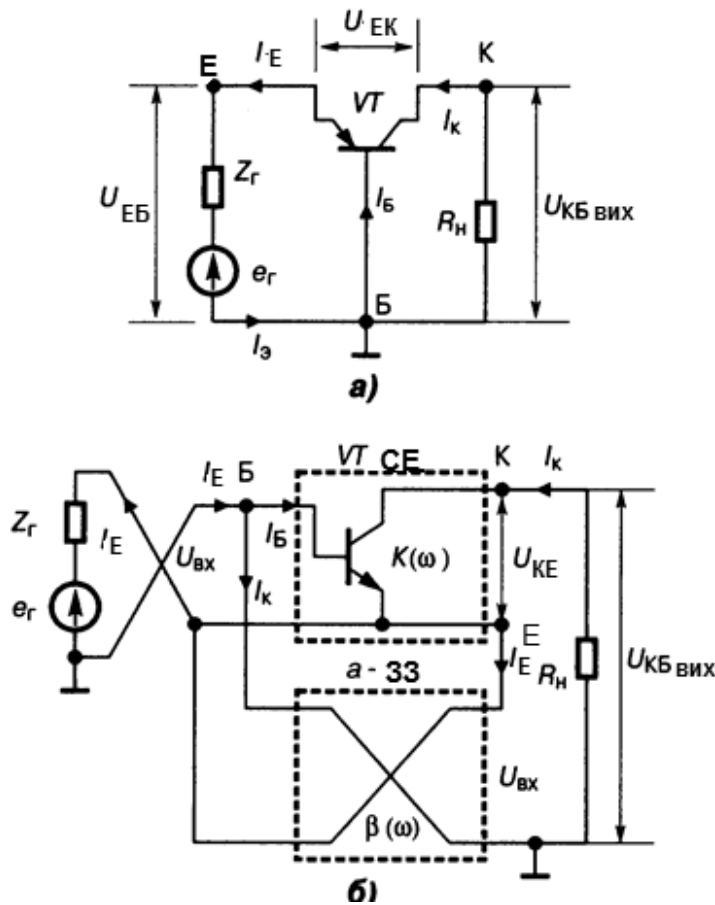 U·ЕК
Е
I·Е
К
VT
Iк
Zг
UЕБ
IБ
Rн
UКБ вих
eг
Б
Iэ
а)
VT СЕ
IЕ
Б
К
Iк
Zг
IЕ
Uвх
IБ
K(ω)
UКЕ
Iк
eг
Е
а - ЗЗ
IЕ
Rн
UКБ вих
Uвх
β(ω)
б)